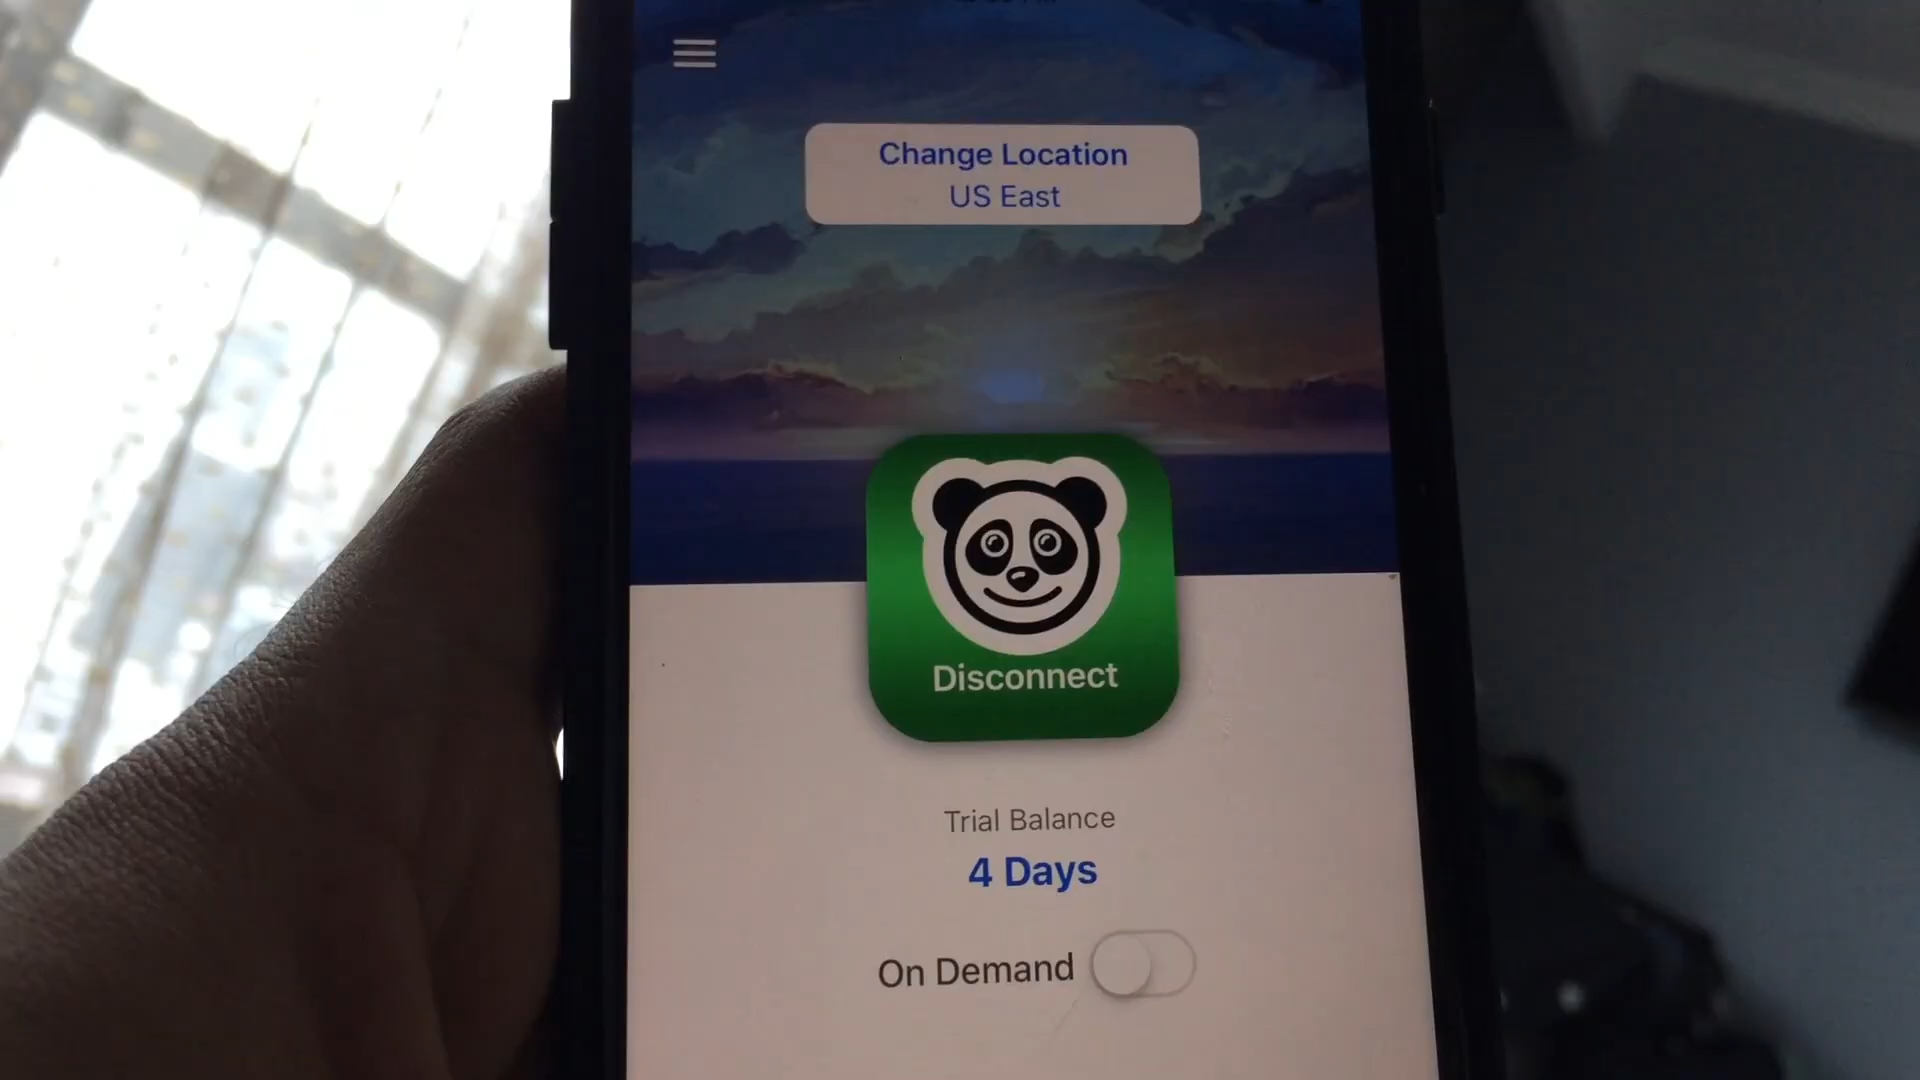 Change Location
US East
Disconnect
Trial Balance
4 Days
On Demand